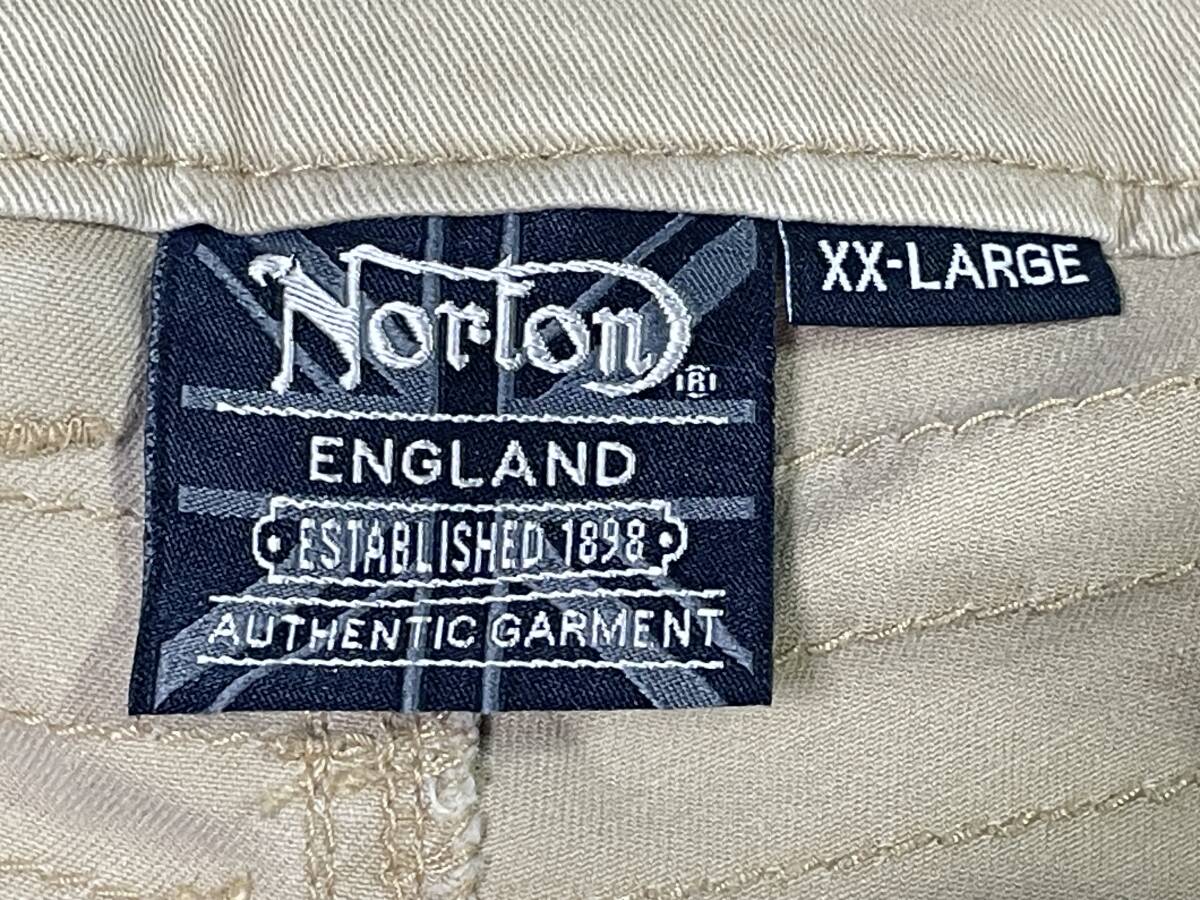 Norton ®
XX-LARGE
ENGLAND
ESTABLISHED 1898
AUTHENTIC GARMENT